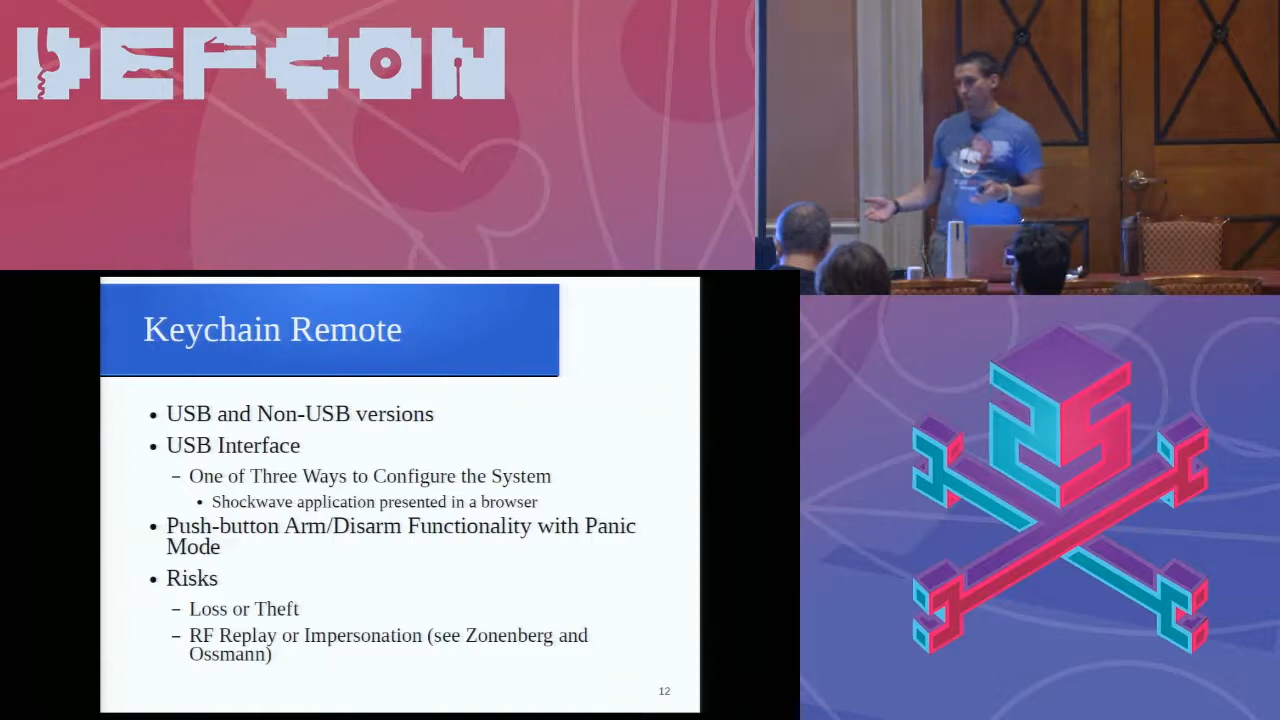 DEFCON
Keychain Remote
• USB and Non-USB versions
• USB Interface
– One of Three Ways to Configure the System
• Shockwave application presented in a browser
• Push-button Arm/Disarm Functionality with Panic
Mode
• Risks
– Loss or Theft
– RF Replay or Impersonation (see Zonenberg and
Ossmann)
12
25